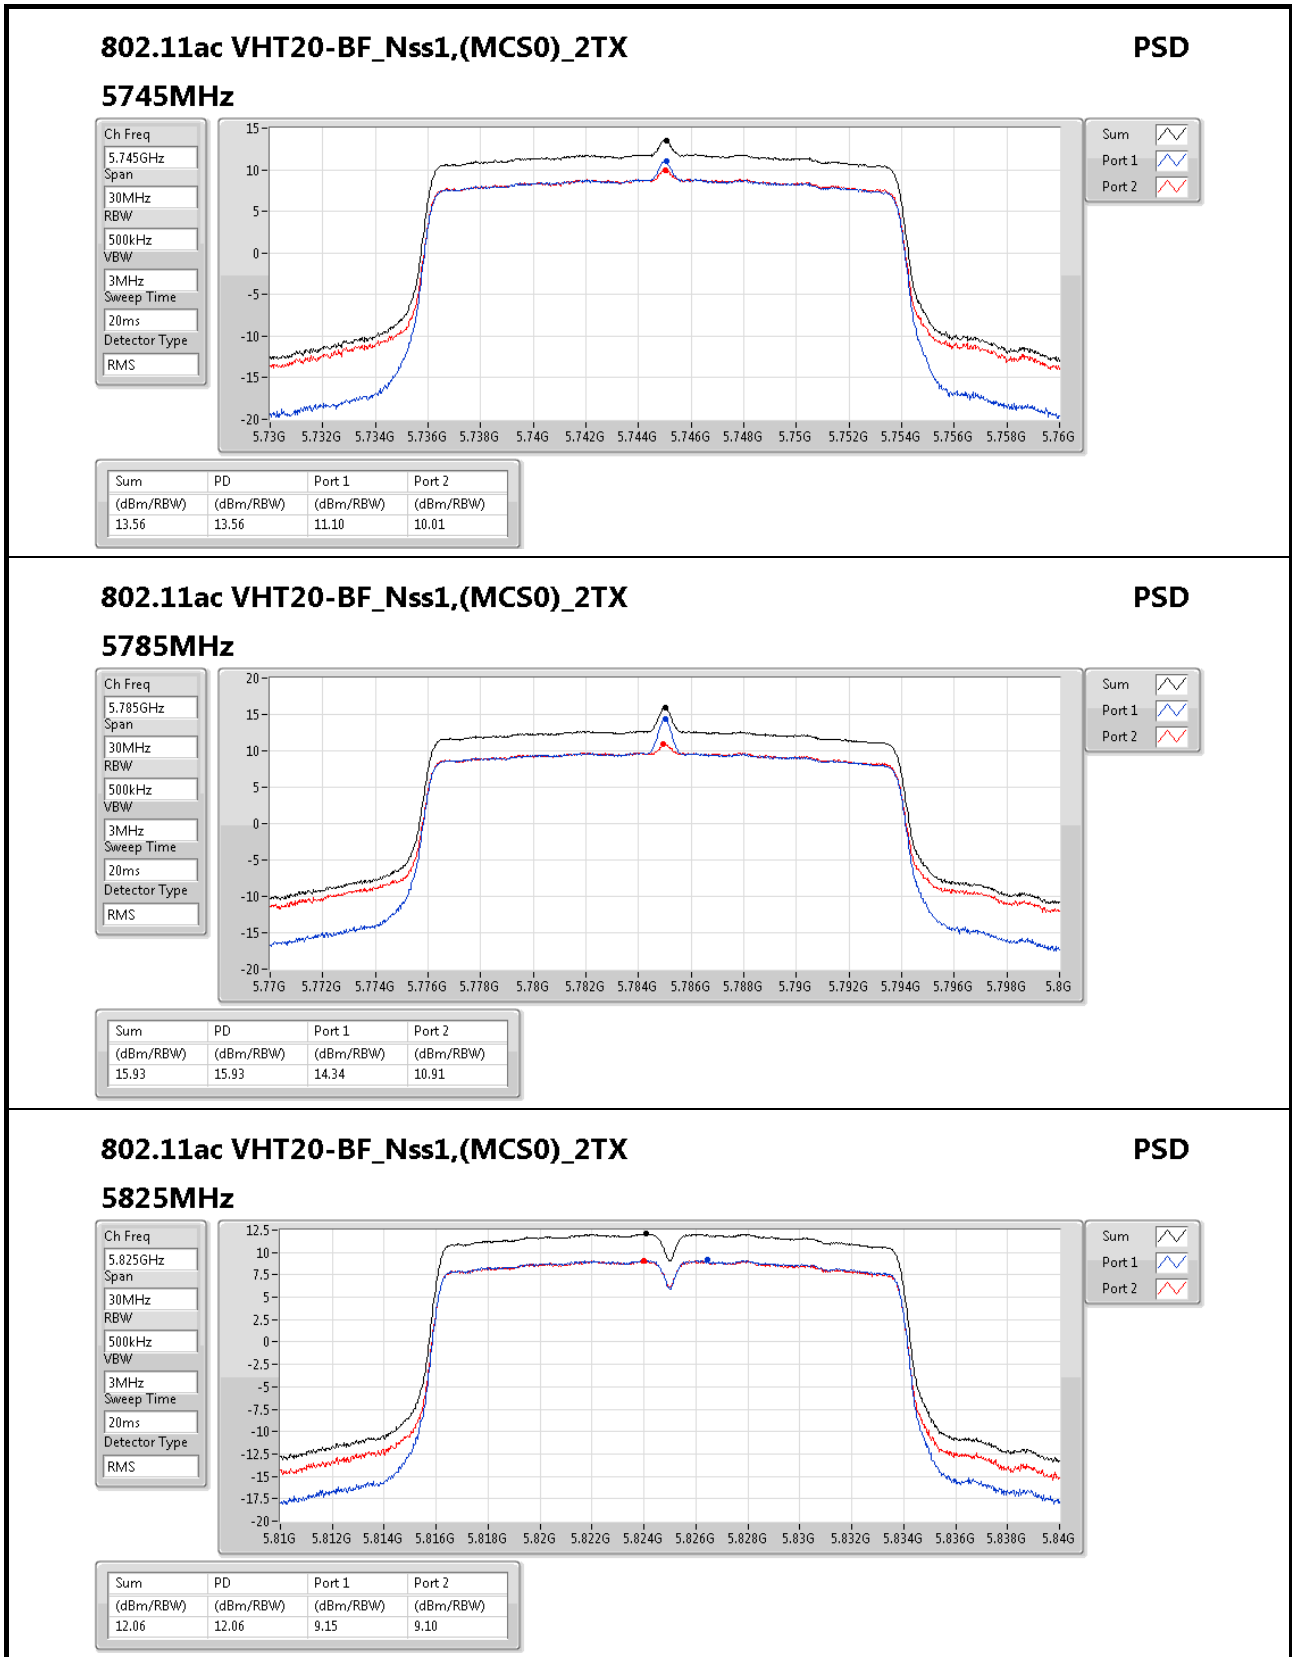 802.11ac VHT20-BF_Nss1,(MCS0)_2TX PSD
5745MHz
Ch Freq
5.745GHz
Span
30MHz
RBW
500kHz
VBW
3MHz
Sweep Time
20ms
Detector Type
RMS
15
10
5
0
-5
-10
-15
-20
5.73G 5.732G 5.734G 5.736G 5.738G 5.74G 5.742G 5.744G 5.746G 5.748G 5.75G 5.752G 5.754G 5.756G 5.758G 5.76G
Sum
Port 1
Port 2
Sum PD Port 1 Port 2
(dBm/RBW) (dBm/RBW) (dBm/RBW) (dBm/RBW)
13.56 13.56 11.10 10.01
802.11ac VHT20-BF_Nss1,(MCS0)_2TX PSD
5785MHz
Ch Freq
5.785GHz
Span
30MHz
RBW
500kHz
VBW
3MHz
Sweep Time
20ms
Detector Type
RMS
20
15
10
5
0
-5
-10
-15
-20
5.77G 5.772G 5.774G 5.776G 5.778G 5.78G 5.782G 5.784G 5.786G 5.788G 5.79G 5.792G 5.794G 5.796G 5.798G 5.8G
Sum
Port 1
Port 2
Sum PD Port 1 Port 2
(dBm/RBW) (dBm/RBW) (dBm/RBW) (dBm/RBW)
15.93 15.93 14.34 10.91
802.11ac VHT20-BF_Nss1,(MCS0)_2TX PSD
5825MHz
Ch Freq
5.825GHz
Span
30MHz
RBW
500kHz
VBW
3MHz
Sweep Time
20ms
Detector Type
RMS
12.5
10
7.5
5
2.5
0
-2.5
-5
-7.5
-10
-12.5
-15
-17.5
-20
5.81G 5.812G 5.814G 5.816G 5.818G 5.82G 5.822G 5.824G 5.826G 5.828G 5.83G 5.832G 5.834G 5.836G 5.838G 5.84G
Sum
Port 1
Port 2
Sum PD Port 1 Port 2
(dBm/RBW) (dBm/RBW) (dBm/RBW) (dBm/RBW)
12.06 12.06 9.15 9.10